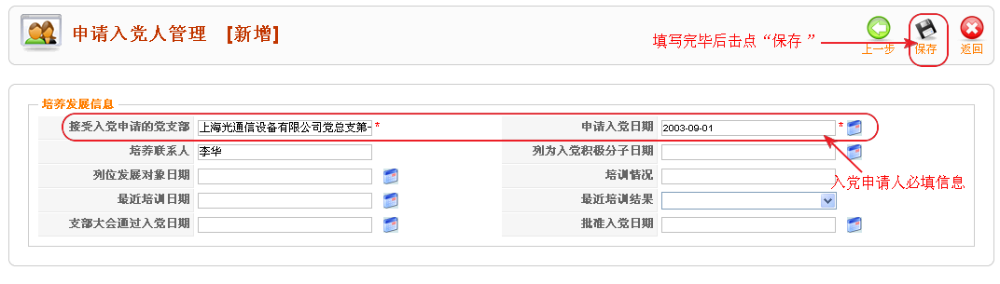 申请入党人管理 [新增]
填写完毕后击点“保存 ”
上一步 保存 返回
培养发展信息
接受入党申请的党支部 上海光通信设备有限公司党总支第一 * 申请入党日期 2003-09-01 *
培养联系人 李华 列为入党积极分子日期
列位发展对象日期 培训情况
入党申请人必填信息
最近培训日期 最近培训结果
支部大会通过入党日期 批准入党日期